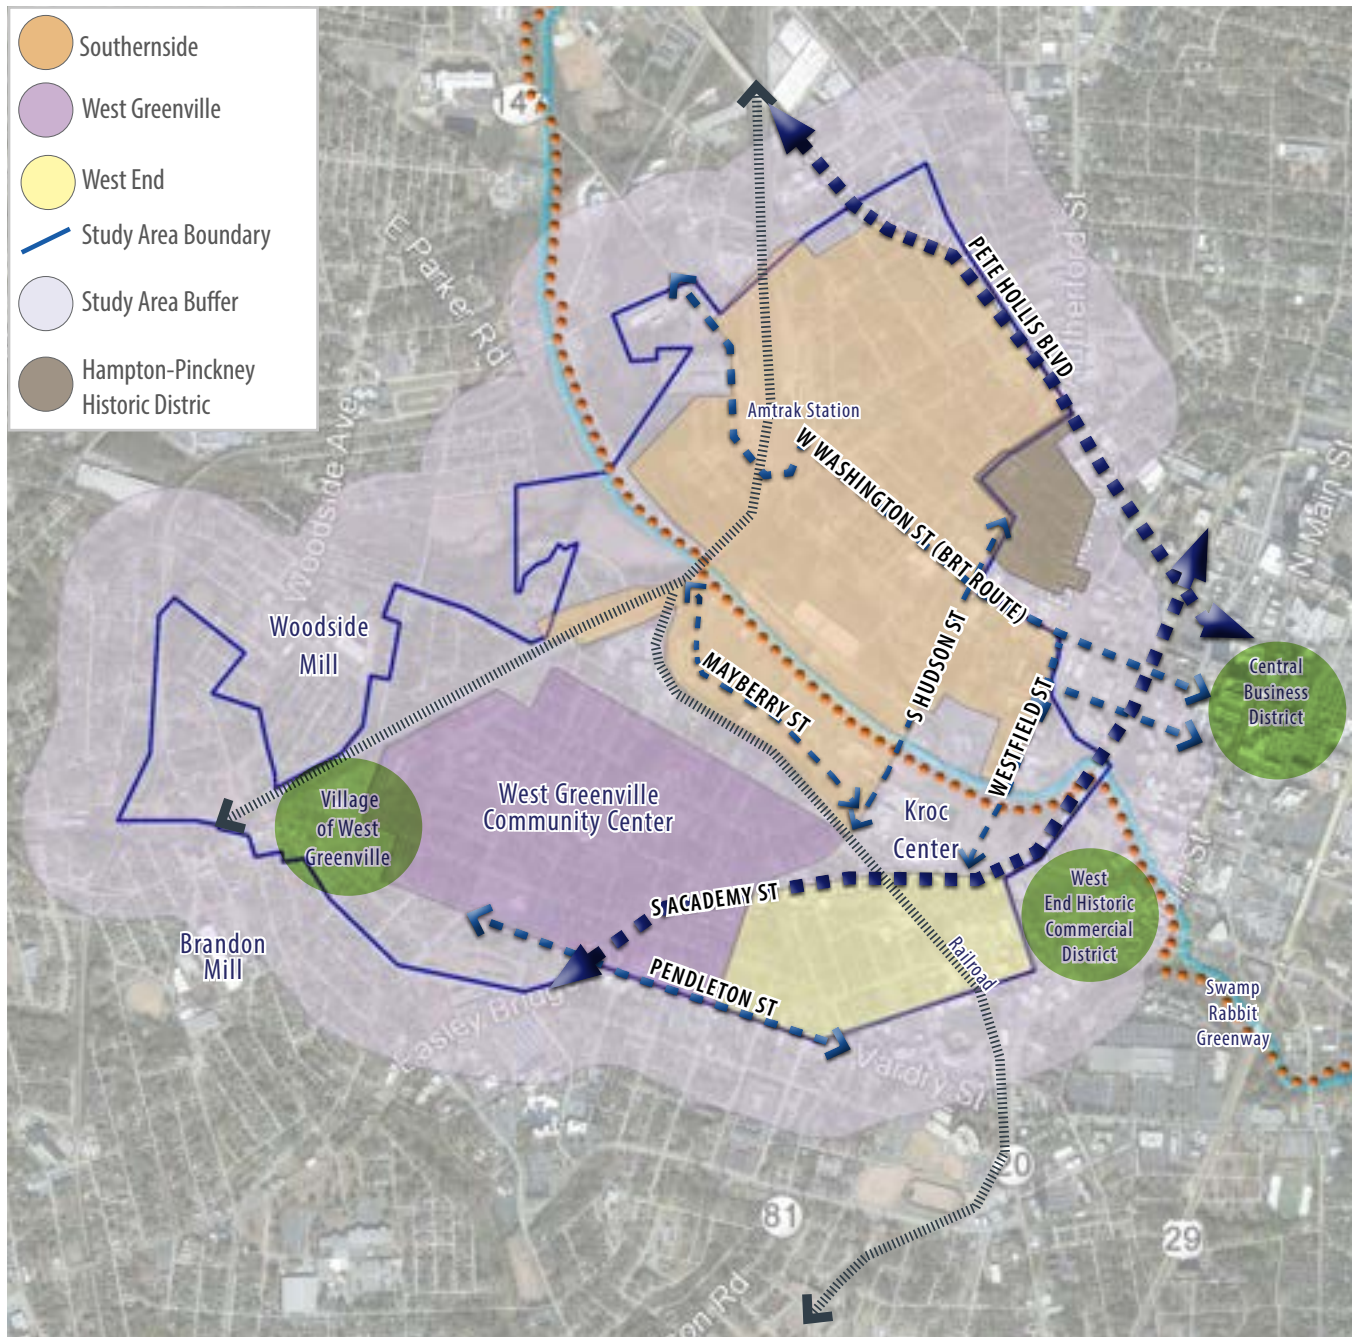 Southernside
West Greenville
West End
Study Area Boundary
Study Area Buffer
Hampton-Pinckney
Historic Distric
E Parker Rd
Woodside Ave
PETE HOLLIS BLVD
Rutherford St
N Main St
Amtrak Station
W WASHINGTON ST (BRT ROUTE)
Woodside
Mill
S HUDSON ST
MAYBERRY ST
WESTFIELD ST
Central
Business
District
Village
of West
Greenville
West Greenville
Community Center
Kroc
Center
S ACADEMY ST
West
End Historic
Commercial
District
Brandon
Mill
PENDLETON ST
Railroad
Swamp
Rabbit
Greenway
Vardry St
81
20
29